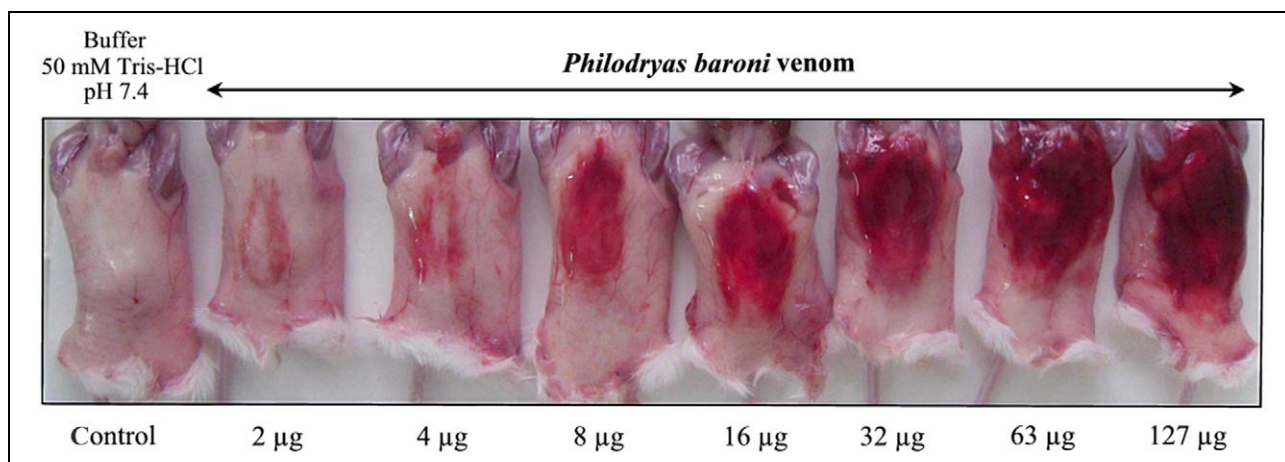 Buffer
50 mM Tris-HCl
pH 7.4
Philodryas baroni venom
Control
2 µg
4 µg
8 µg
16 µg
32 µg
63 µg
127 µg